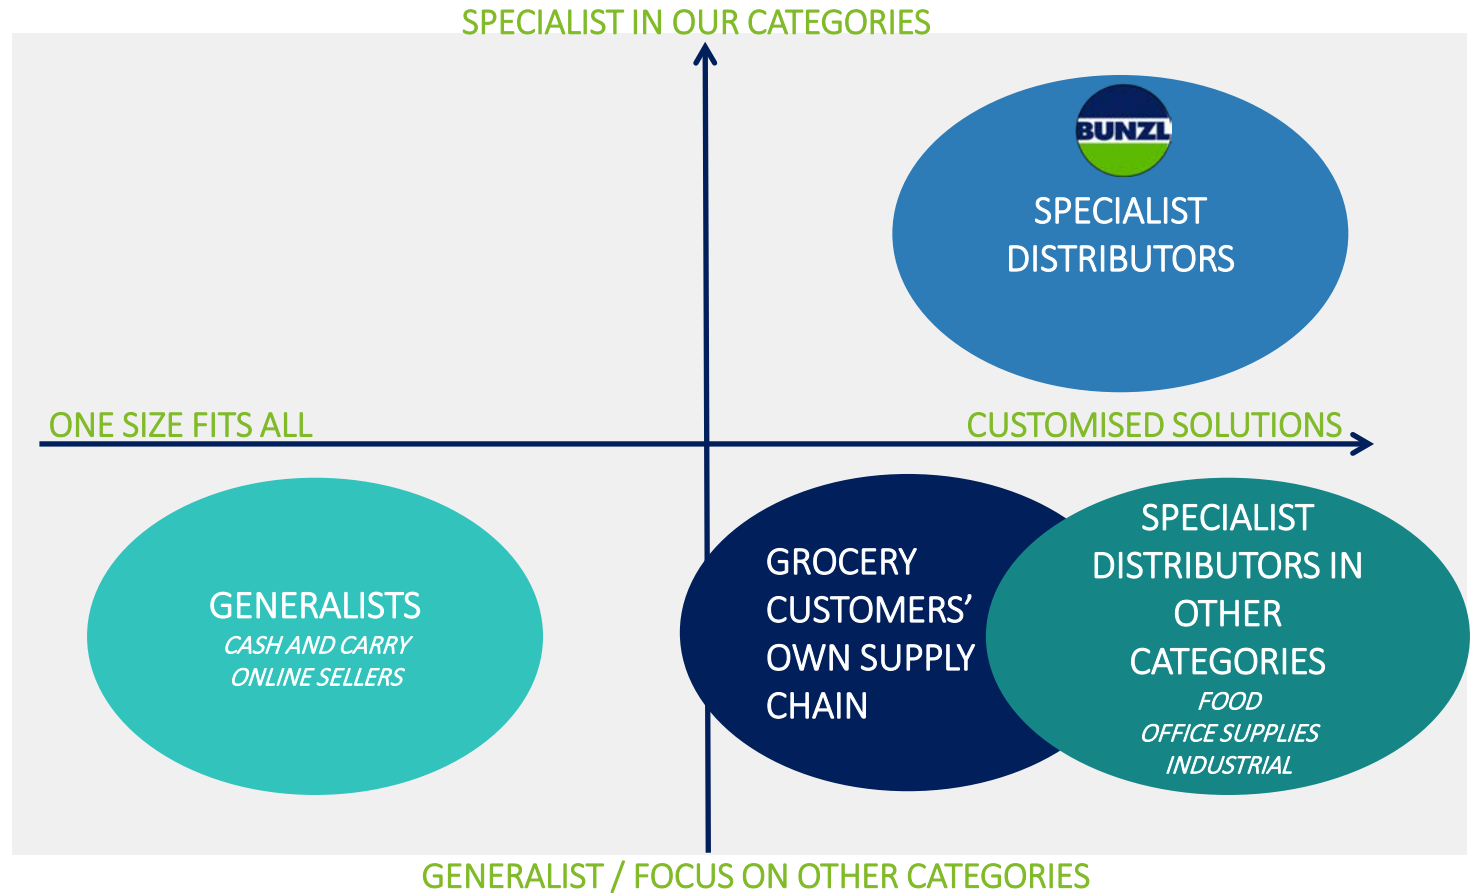 SPECIALIST IN OUR CATEGORIES
BUNZL
SPECIALIST
DISTRIBUTORS
ONE SIZE FITS ALL
CUSTOMISED SOLUTIONS
GENERALISTS
CASH AND CARRY
ONLINE SELLERS
GROCERY
CUSTOMERS’
OWN SUPPLY
CHAIN
SPECIALIST
DISTRIBUTORS IN
OTHER
CATEGORIES
FOOD
OFFICE SUPPLIES
INDUSTRIAL
GENERALIST / FOCUS ON OTHER CATEGORIES